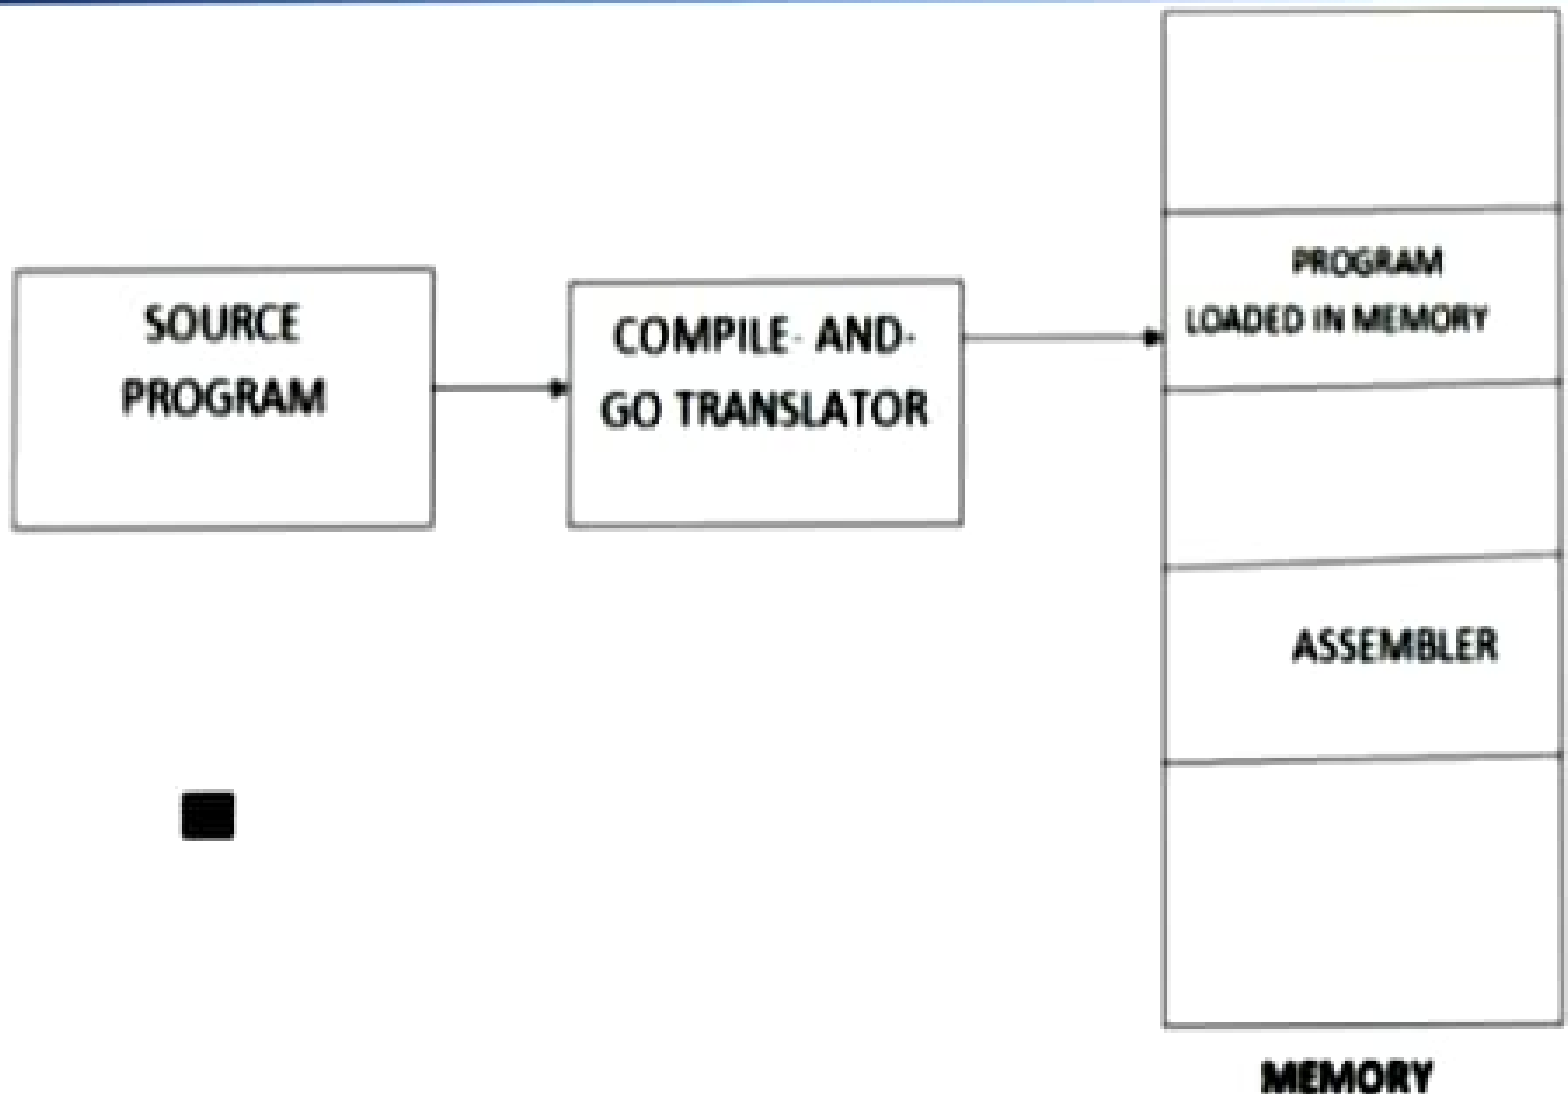 SOURCE
PROGRAM
COMPILE- AND-
GO TRANSLATOR
PROGRAM
LOADED IN MEMORY
ASSEMBLER
MEMORY